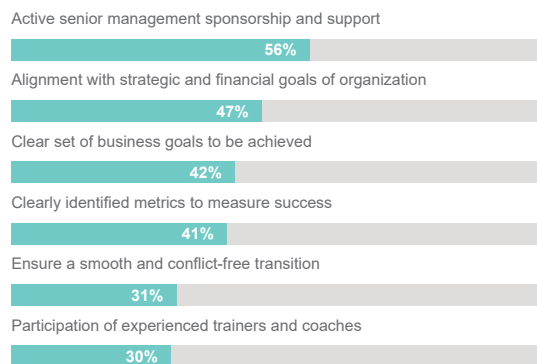 Active senior management sponsorship and support
56%
Alignment with strategic and financial goals of organization
47%
Clear set of business goals to be achieved
42%
Clearly identified metrics to measure success
41%
Ensure a smooth and conflict-free transition
31%
Participation of experienced trainers and coaches
30%